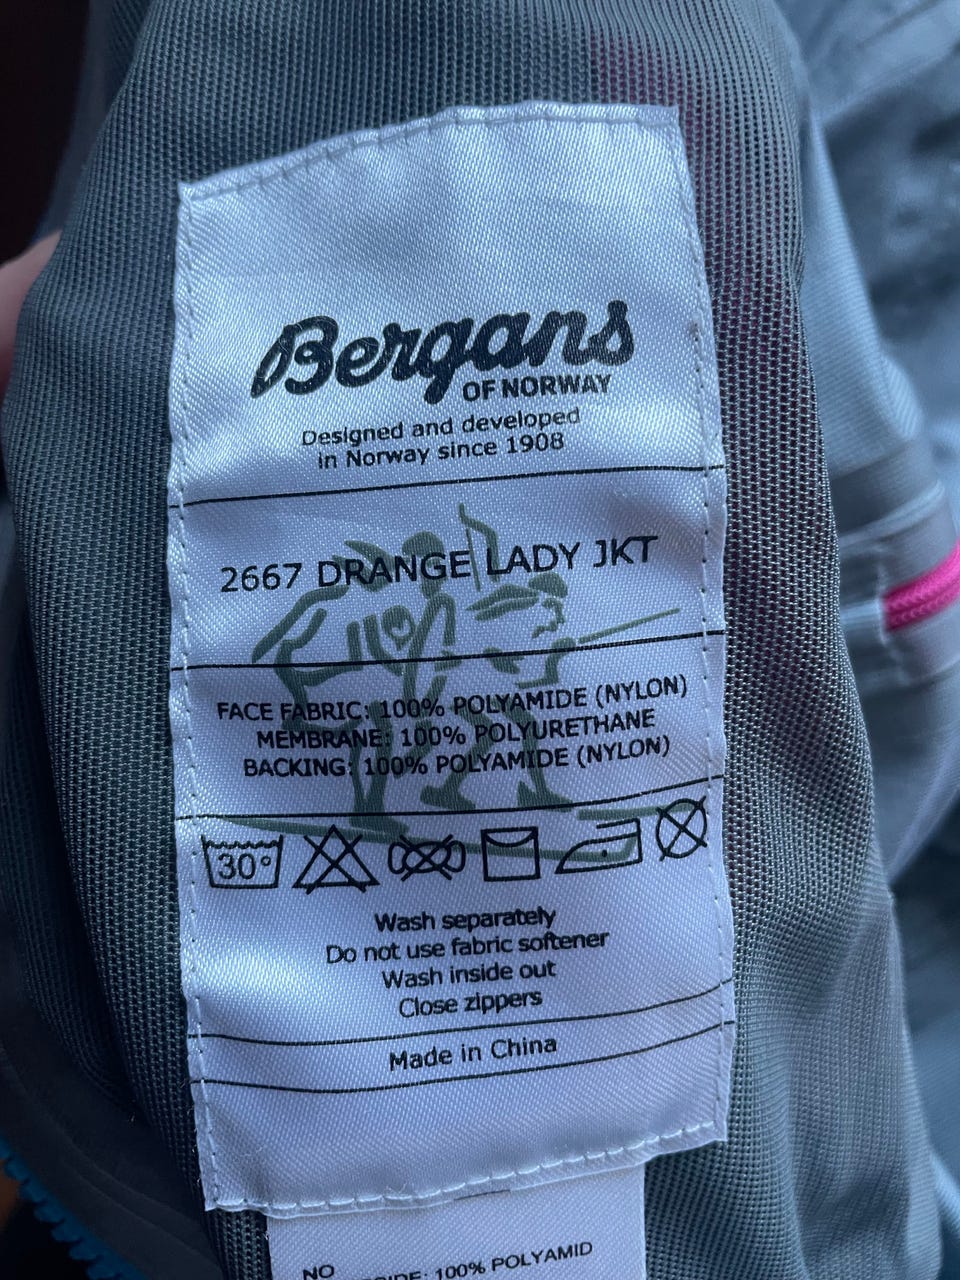 Bergans
OF NORWAY
Designed and developed
in Norway since 1908
2667 DRANGE LADY JKT
FACE FABRIC: 100% POLYAMIDE (NYLON)
MEMBRANE: 100% POLYURETHANE
BACKING: 100% POLYAMIDE (NYLON)
30°
Wash separately
Do not use fabric softener
Wash inside out
Close zippers
Made in China
NO
100% POLYAMID